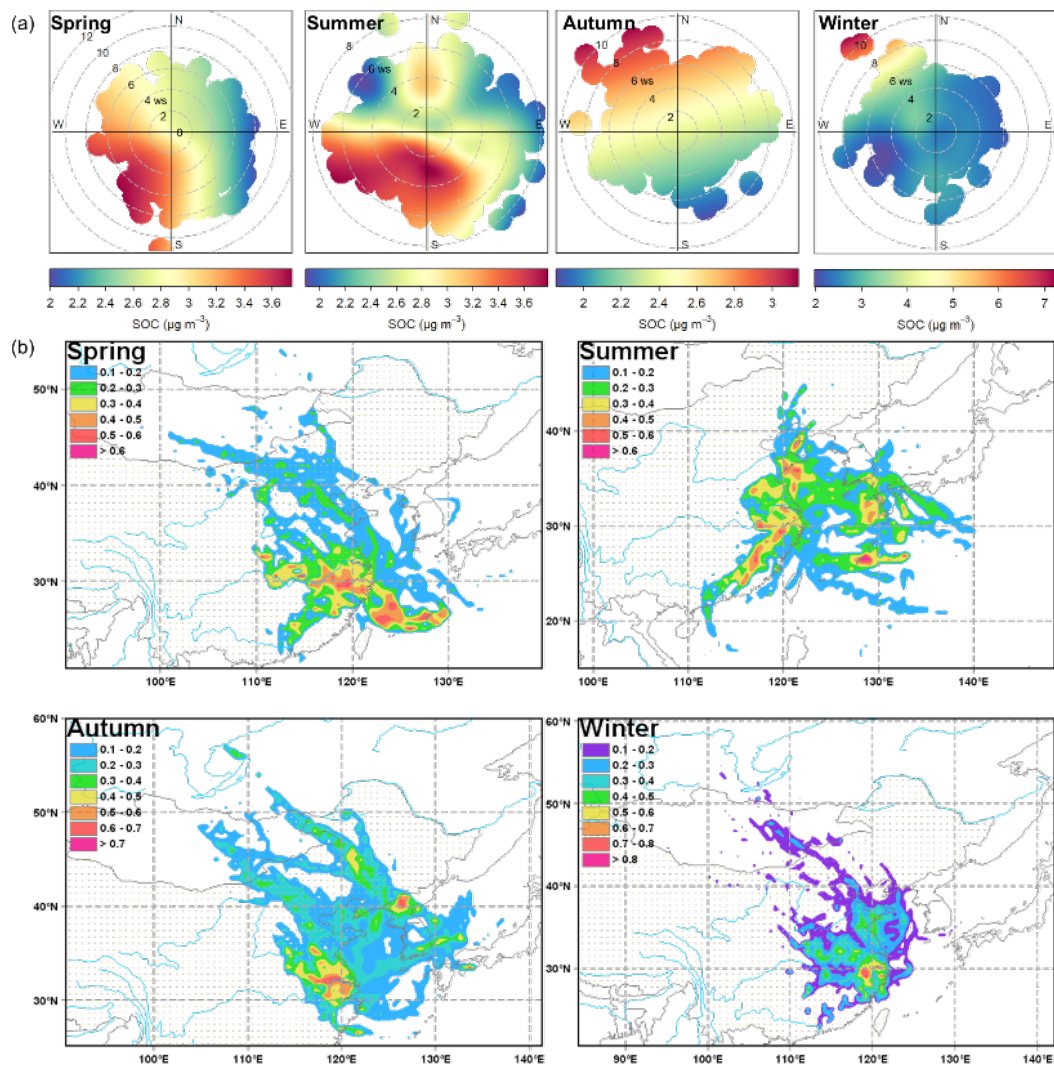 (a)
Spring
N
12
10
8
6
4 ws
2
0
W
E
S
Summer
N
8
6 ws
4
2
W
E
S
Autumn
N
10
8
6 ws
4
2
W
E
S
Winter
N
10
8
6 ws
4
2
W
E
S
2 2.2 2.4 2.6 2.8 3 3.2 3.4 3.6
SOC (µg m⁻³)
2 2.2 2.4 2.6 2.8 3 3.2 3.4 3.6
SOC (µg m⁻³)
2 2.2 2.4 2.6 2.8 3
SOC (µg m⁻³)
2 3 4 5 6 7
SOC (µg m⁻³)
(b)
Spring
0.1 - 0.2
0.2 - 0.3
0.3 - 0.4
0.4 - 0.5
0.5 - 0.6
> 0.6
50°N
40°N
30°N
100°E 110°E 120°E 130°E
Summer
0.1 - 0.2
0.2 - 0.3
0.3 - 0.4
0.4 - 0.5
0.5 - 0.6
> 0.6
40°N
30°N
20°N
100°E 110°E 120°E 130°E 140°E
Autumn
0.1 - 0.2
0.2 - 0.3
0.3 - 0.4
0.4 - 0.5
0.5 - 0.6
0.6 - 0.7
> 0.7
60°N
50°N
40°N
30°N
100°E 110°E 120°E 130°E 140°E
Winter
0.1 - 0.2
0.2 - 0.3
0.3 - 0.4
0.4 - 0.5
0.5 - 0.6
0.6 - 0.7
0.7 - 0.8
> 0.8
60°N
50°N
40°N
30°N
90°E 100°E 110°E 120°E 130°E 140°E